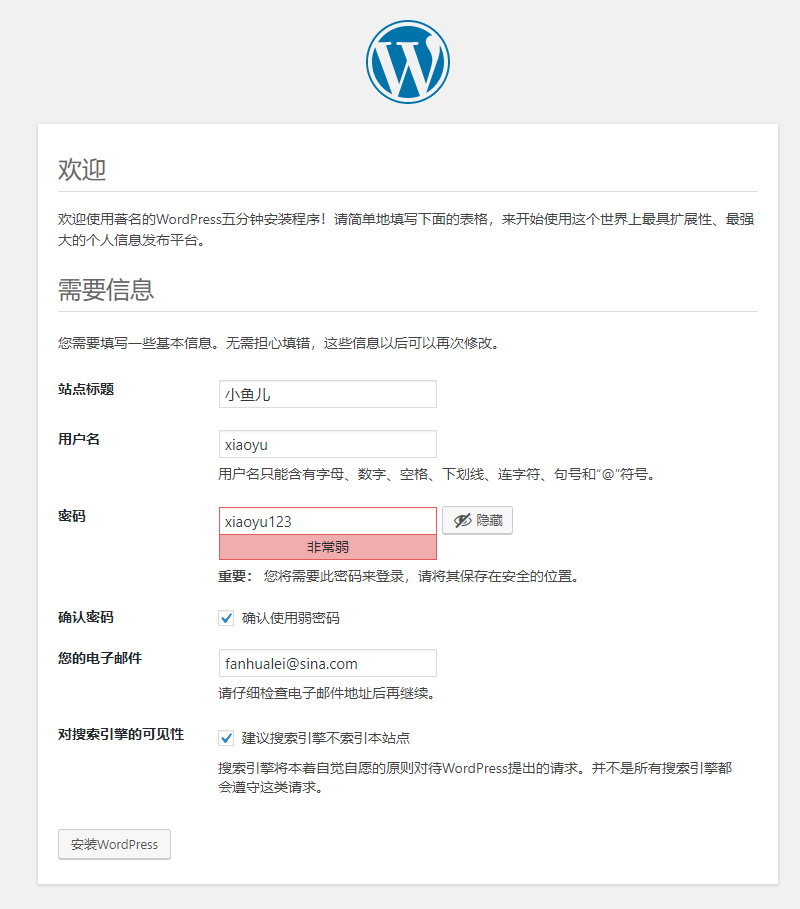 欢迎
欢迎使用著名的WordPress五分钟安装程序！请简单地填写下面的表格，来开始使用这个世界上最具扩展性、最强
大的个人信息发布平台。
需要信息
您需要填写一些基本信息。无需担心填错，这些信息以后可以再次修改。
站点标题
小鱼儿
用户名
xiaoyu
用户名只能含有字母、数字、空格、下划线、连字符、句号和“@”符号。
密码
xiaoyu123
隐藏
非常弱
重要： 您将需要此密码来登录，请将其保存在安全的位置。
确认密码
确认使用弱密码
您的电子邮件
fanhualei@sina.com
请仔细检查电子邮件地址后再继续。
对搜索引擎的可见性
建议搜索引擎不索引本站点
搜索引擎将本着自觉自愿的原则对待WordPress提出的请求。并不是所有搜索引擎都
会遵守这类请求。
安装WordPress